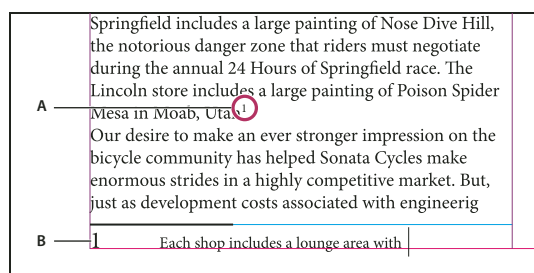 Springfield includes a large painting of Nose Dive Hill,
the notorious danger zone that riders must negotiate
during the annual 24 Hours of Springfield race. The
Lincoln store includes a large painting of Poison Spider
A Mesa in Moab, Utah1
Our desire to make an ever stronger impression on the
bicycle community has helped Sonata Cycles make
enormous strides in a highly competitive market. But,
just as development costs associated with engineerig
B 1 Each shop includes a lounge area with